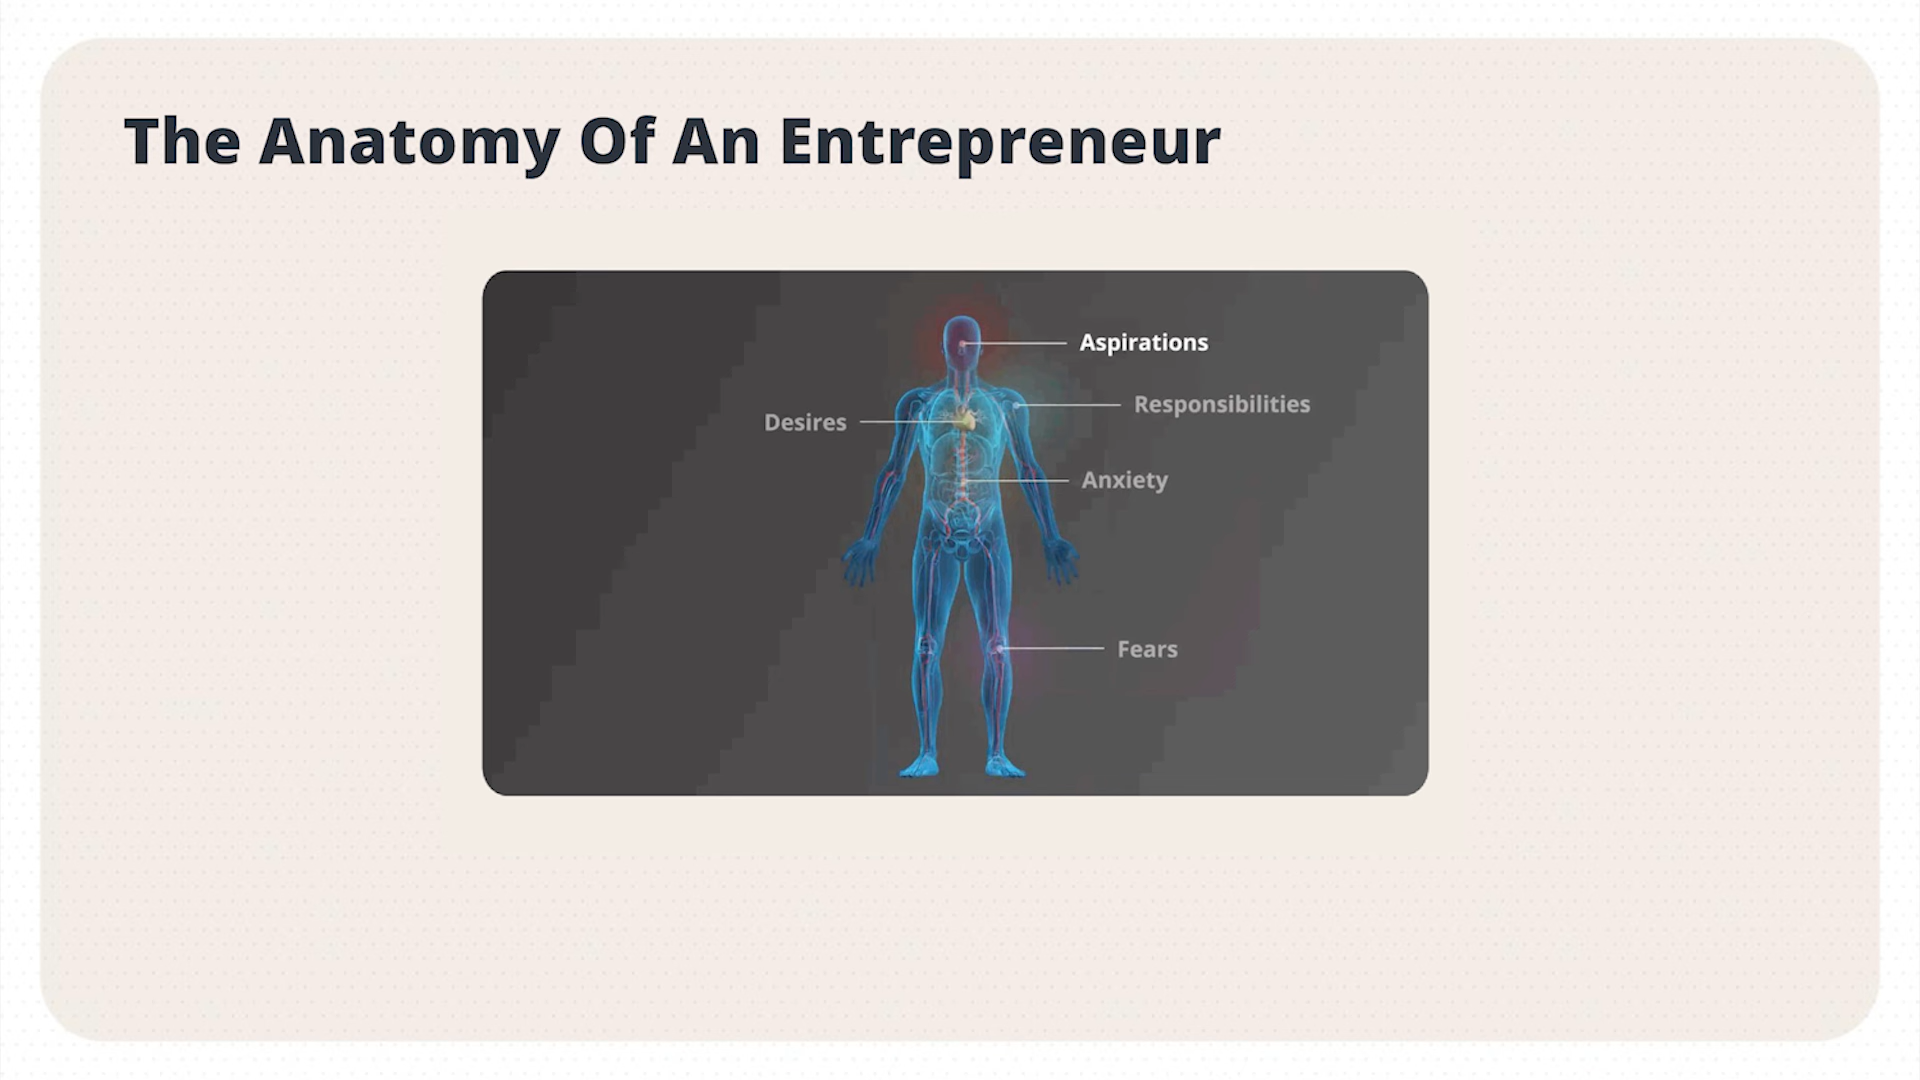 The Anatomy Of An Entrepreneur
Aspirations
Responsibilities
Desires
Anxiety
Fears